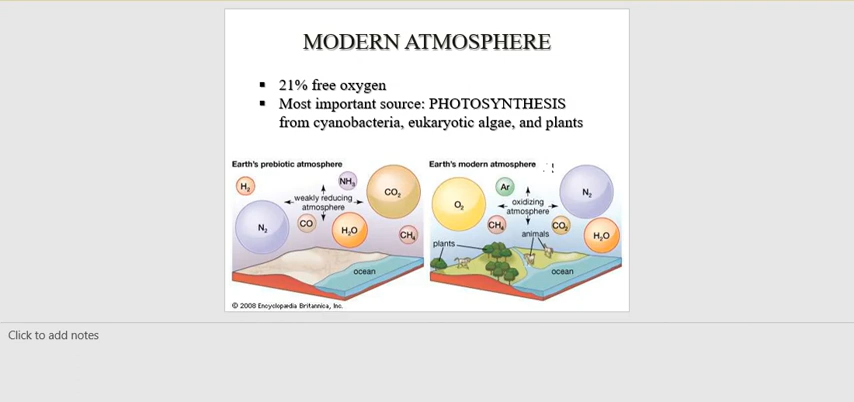 MODERN ATMOSPHERE
▪ 21% free oxygen
▪ Most important source: PHOTOSYNTHESIS
from cyanobacteria, eukaryotic algae, and plants
Earth's prebiotic atmosphere
H₂
NH₃
CO₂
weakly reducing
atmosphere
N₂
CO
H₂O
CH₄
ocean
© 2008 Encyclopædia Britannica, Inc.
Earth's modern atmosphere
Ar
N₂
O₂
oxidizing
atmosphere
CH₄
CO₂
animals
H₂O
plants
ocean
Click to add notes